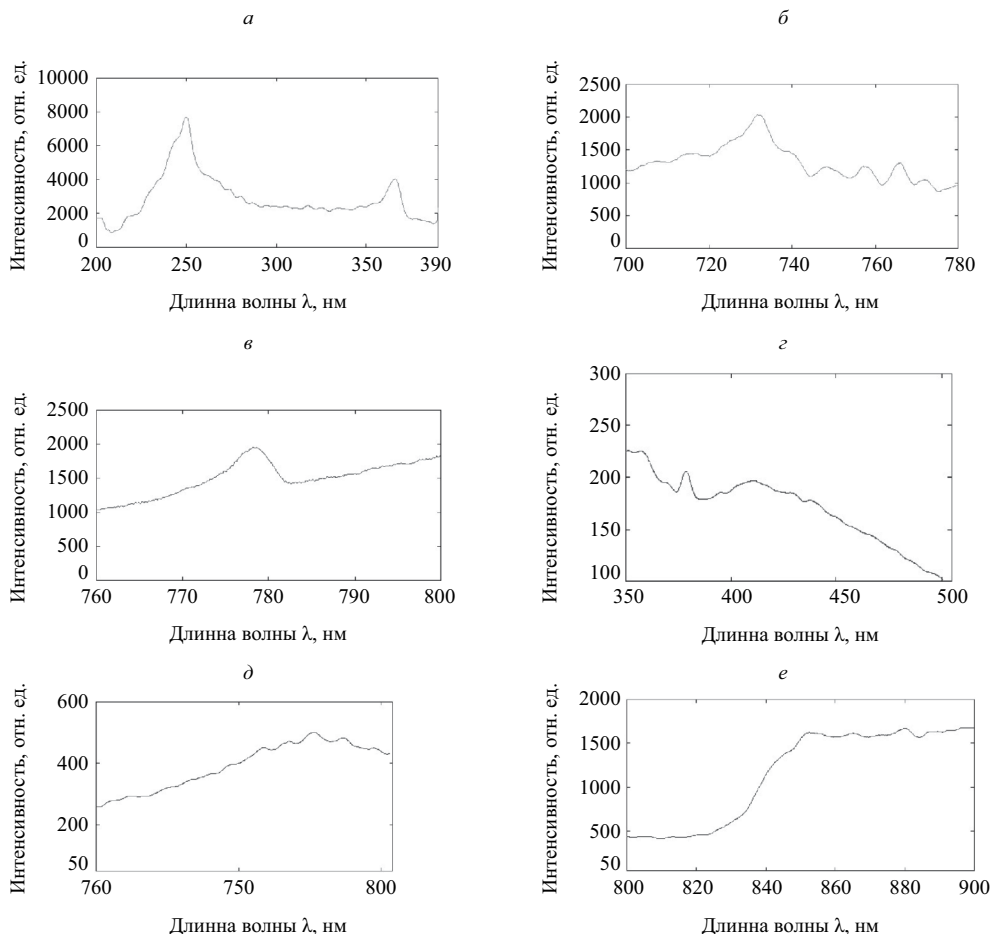 а
Интенсивность, отн. ед.
10000
8000
6000
4000
2000
0
200 250 300 350 390
Длинна волны λ, нм
б
Интенсивность, отн. ед.
2500
2000
1500
1000
500
0
700 720 740 760 780
Длинна волны λ, нм
в
Интенсивность, отн. ед.
2500
2000
1500
1000
500
0
760 770 780 790 800
Длинна волны λ, нм
г
Интенсивность, отн. ед.
300
250
200
150
100
350 400 450 500
Длинна волны λ, нм
д
Интенсивность, отн. ед.
600
400
200
50
760 750 800
Длинна волны λ, нм
е
Интенсивность, отн. ед.
2000
1500
1000
500
50
800 820 840 860 880 900
Длинна волны λ, нм